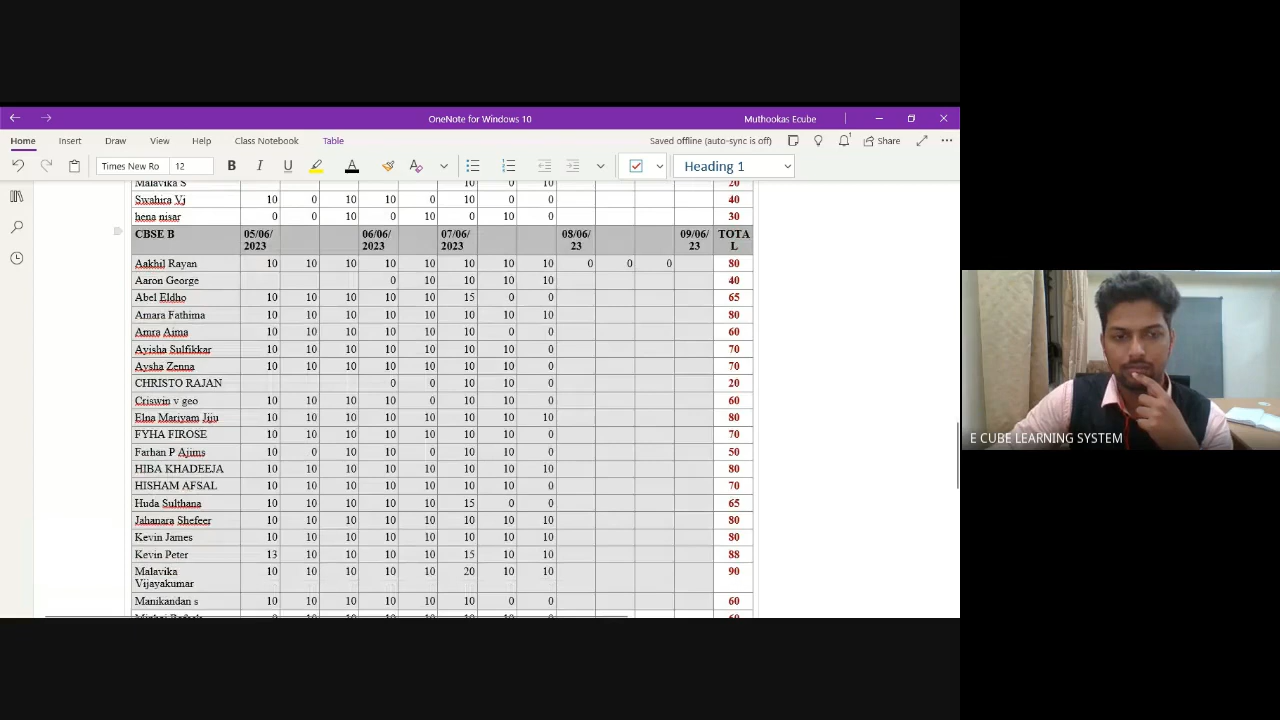 OneNote for Windows 10
Muthookas Ecube
Home Insert Draw View Help Class Notebook Table
Saved offline (auto-sync is off)
1
Share
Times New Ro 12 B I U A A Heading 1
Malavika S 10 0 10 20
Swahira Vj 10 0 10 10 0 10 0 0 40
hena nisar 0 0 10 0 10 0 10 0 30
CBSE B 05/06/ 06/06/ 07/06/ 08/06/ 09/06/ TOTA
2023 2023 2023 23 23 L
Aakhil Rayan 10 10 10 10 10 10 10 10 0 0 0 80
Aaron George 0 10 10 10 10 40
Abel Eldho 10 10 10 10 10 15 0 0 65
Amara Fathima 10 10 10 10 10 10 10 10 80
Amra Aima 10 10 10 10 10 10 0 0 60
Ayisha Sulfikkar 10 10 10 10 10 10 10 0 70
Aysha Zenna 10 10 10 10 10 10 10 0 70
CHRISTO RAJAN 0 0 10 10 0 20
Criswin v geo 10 10 10 10 0 10 10 0 60
Elna Mariyam Jiju 10 10 10 10 10 10 10 10 80
FYHA FIROSE 10 10 10 10 10 10 10 0 70
Farhan P Ajims 10 0 10 10 0 10 10 0 50
HIBA KHADEEJA 10 10 10 10 10 10 10 10 80
HISHAM AFSAL 10 10 10 10 10 10 10 0 70
Huda Sulthana 10 10 10 10 10 15 0 0 65
Jahanara Shefeer 10 10 10 10 10 10 10 10 80
Kevin James 10 10 10 10 10 10 10 10 80
Kevin Peter 13 10 10 10 10 15 10 10 88
Malavika 10 10 10 10 10 20 10 10 90
Vijayakumar
Manikandan s 10 10 10 10 10 10 0 0 60
E CUBE LEARNING SYSTEM